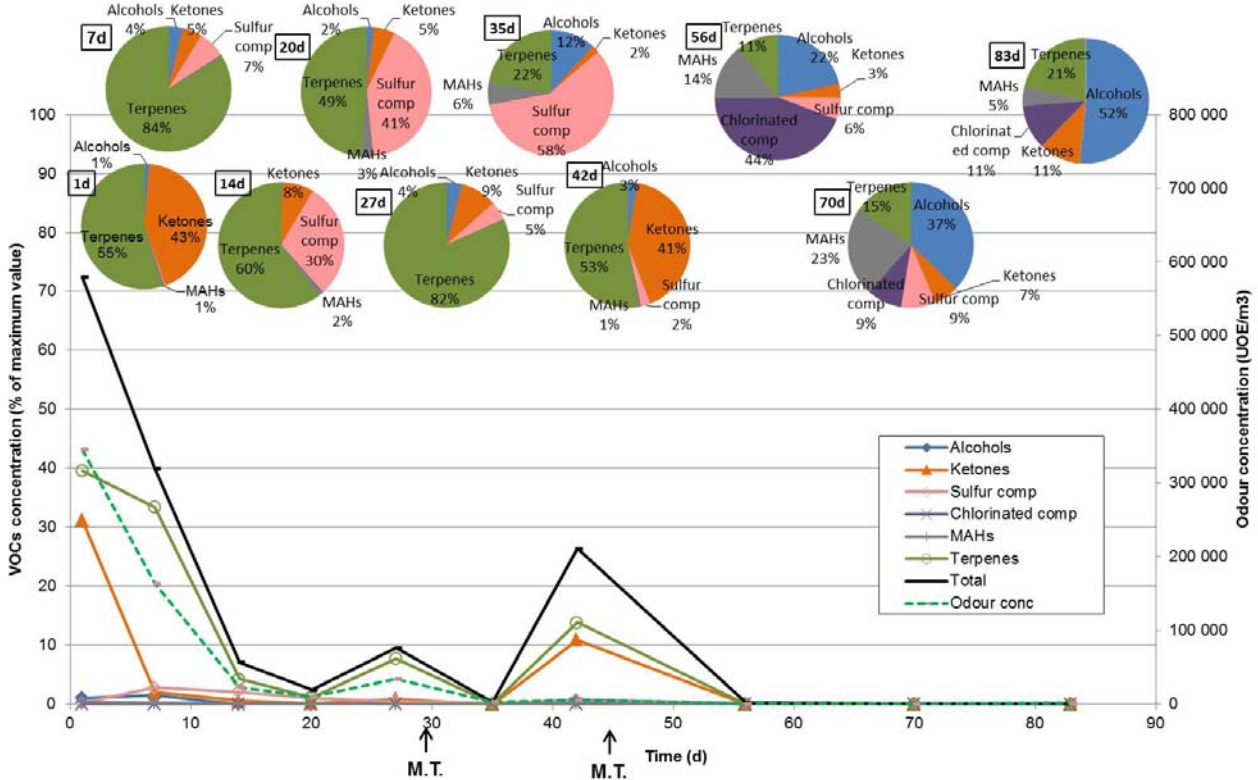 7d
Alcohols
4%
Ketones
5%
Sulfur
comp
7%
Terpenes
84%
20d
Alcohols
2%
Ketones
5%
Sulfur
comp
41%
Terpenes
49%
MAHs
3%
35d
Alcohols
12%
Ketones
2%
Terpenes
22%
MAHs
6%
Sulfur
comp
58%
56d
Terpenes
11%
Alcohols
22%
MAHs
14%
Ketones
3%
Sulfur comp
6%
Chlorinated
comp
44%
83d
Terpenes
21%
Alcohols
52%
MAHs
5%
Chlorinat
ed comp
11%
Ketones
11%
1d
Alcohols
1%
Ketones
43%
Terpenes
55%
MAHs
1%
14d
Ketones
8%
Sulfur
comp
30%
Terpenes
60%
MAHs
2%
27d
Alcohols
4%
Ketones
9%
Sulfur
comp
5%
Terpenes
82%
42d
Alcohols
3%
Ketones
41%
Terpenes
53%
MAHs
1%
Sulfur
comp
2%
70d
Terpenes
15%
Alcohols
37%
MAHs
23%
Ketones
7%
Chlorinated
comp
9%
Sulfur comp
9%
VOCs concentration (% of maximum value)
100
90
80
70
60
50
40
30
20
10
0
800 000
700 000
600 000
500 000
400 000
300 000
200 000
100 000
0
Odour concentration (UOE/m3)
Alcohols
Ketones
Sulfur comp
Chlorinated comp
MAHs
Terpenes
Total
Odour conc
0 10 20 30 40 50 60 70 80 90
Time (d)
M.T.
M.T.